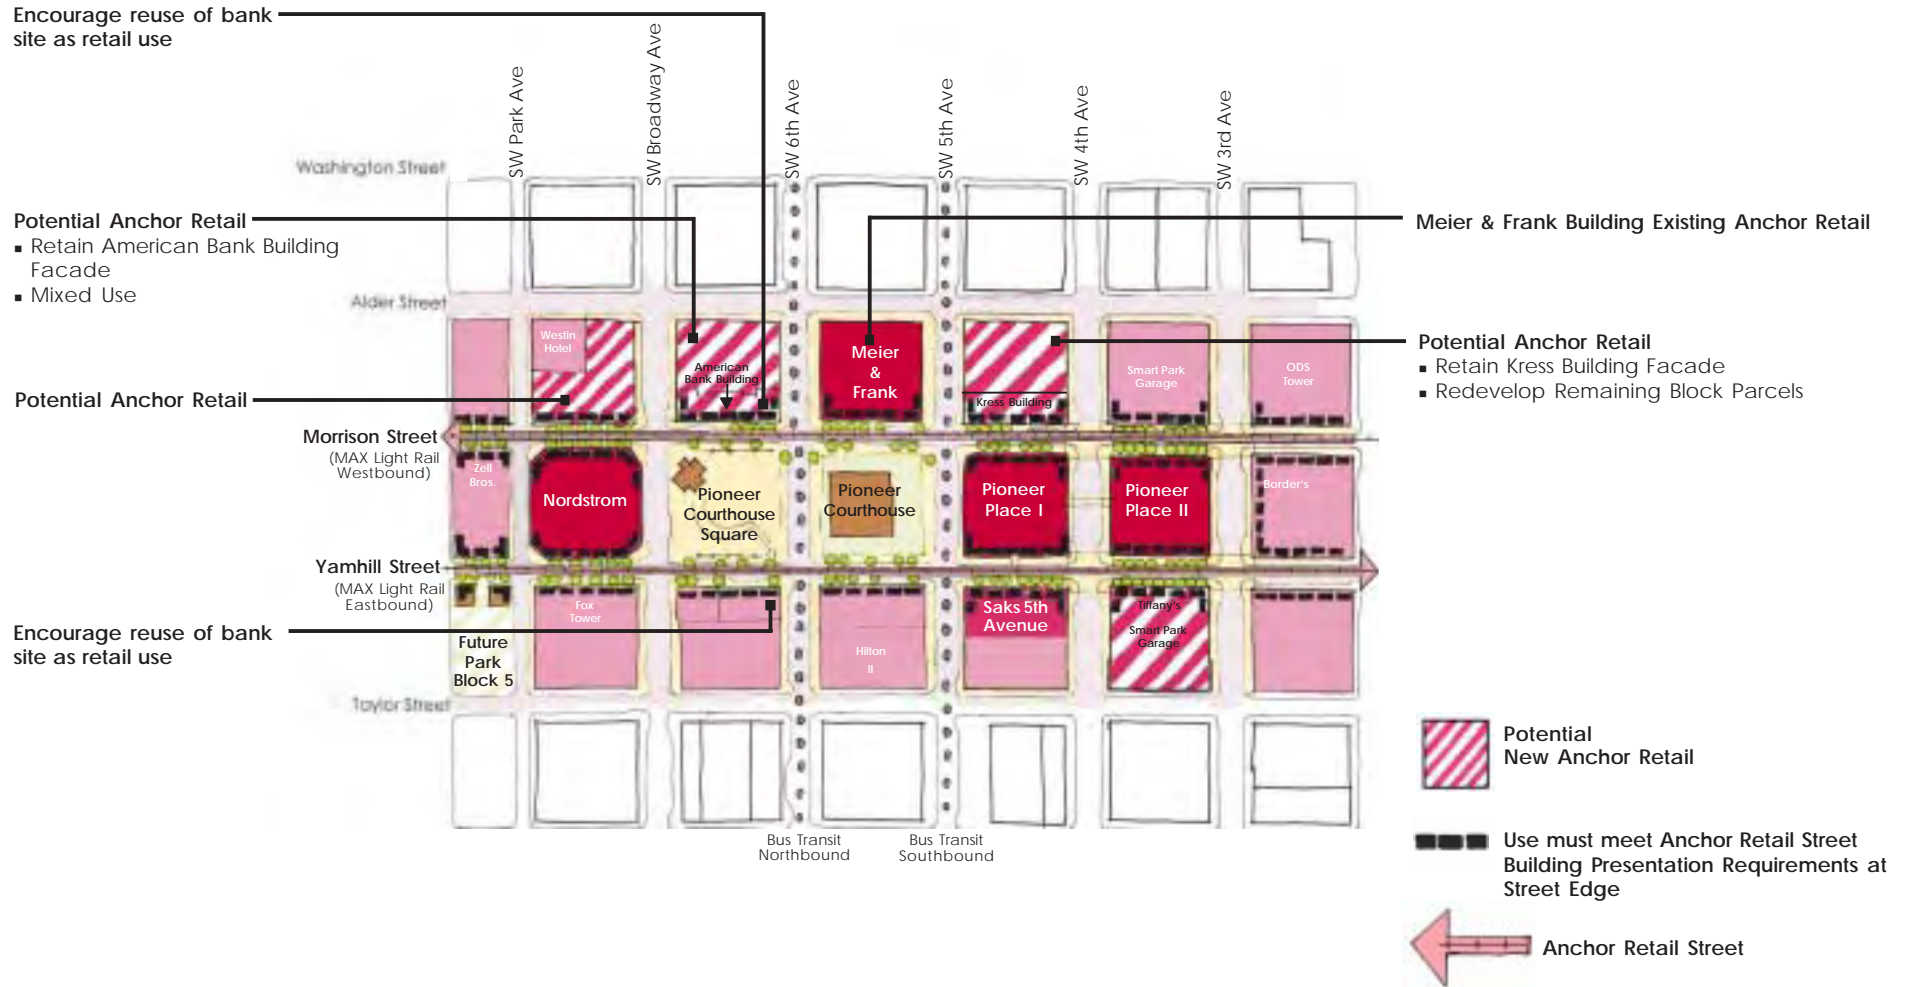 Encourage reuse of bank
site as retail use
SW Park Ave
SW Broadway Ave
SW 6th Ave
SW 5th Ave
SW 4th Ave
SW 3rd Ave
Washington Street
Potential Anchor Retail
▪ Retain American Bank Building
Facade
▪ Mixed Use
Meier & Frank Building Existing Anchor Retail
Alder Street
Westin
Hotel
American
Bank Building
Meier
&
Frank
Kress Building
Smart Park
Garage
ODS
Tower
Potential Anchor Retail
▪ Retain Kress Building Facade
▪ Redevelop Remaining Block Parcels
Potential Anchor Retail
Morrison Street
(MAX Light Rail
Westbound)
Zell
Bros.
Nordstrom
Pioneer
Courthouse
Square
Pioneer
Courthouse
Pioneer
Place I
Pioneer
Place II
Border's
Yamhill Street
(MAX Light Rail
Eastbound)
Fox
Tower
Hilton
II
Saks 5th
Avenue
Tiffany's
Smart Park
Garage
Encourage reuse of bank
site as retail use
Future
Park
Block 5
Taylor Street
Bus Transit
Northbound
Bus Transit
Southbound
Potential
New Anchor Retail
Use must meet Anchor Retail Street
Building Presentation Requirements at
Street Edge
Anchor Retail Street